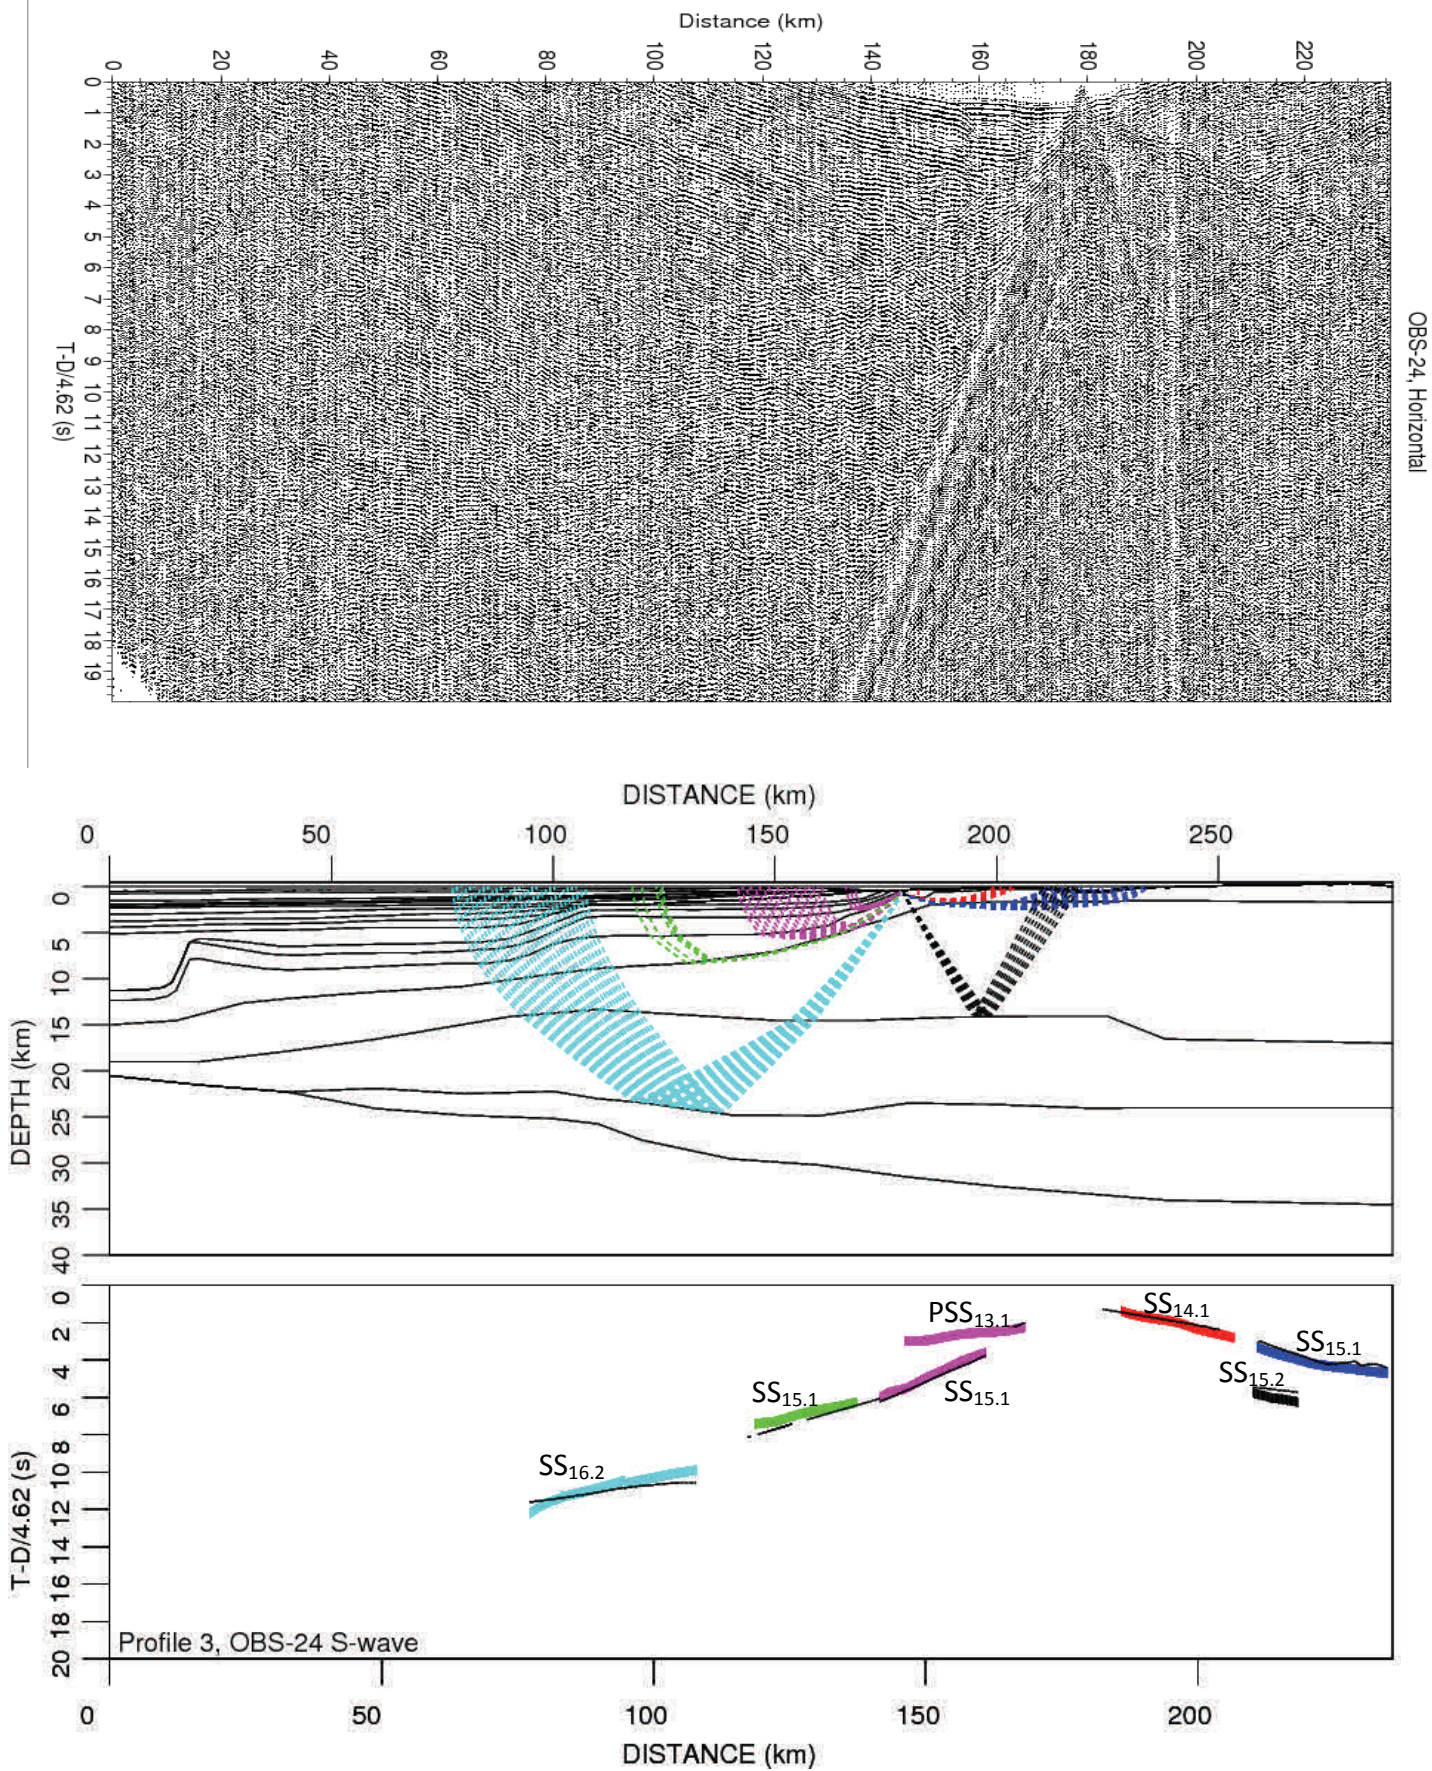 Distance (km)
0 20 40 60 80 100 120 140 160 180 200 220
0
1
2
3
4
5
6
7
8
9
10
11
12
13
14
15
16
17
18
19
T-D/4.62 (s)
OBS-24, Horizontal
DISTANCE (km)
0 50 100 150 200 250
0
5
10
15
20
25
30
35
40
DEPTH (km)
0
2
4
6
8
10
12
14
16
18
20
T-D/4.62 (s)
PSS13.1
SS14.1
SS15.1
SS15.2
SS15.1
SS15.1
SS16.2
Profile 3, OBS-24 S-wave
0 50 100 150 200
DISTANCE (km)